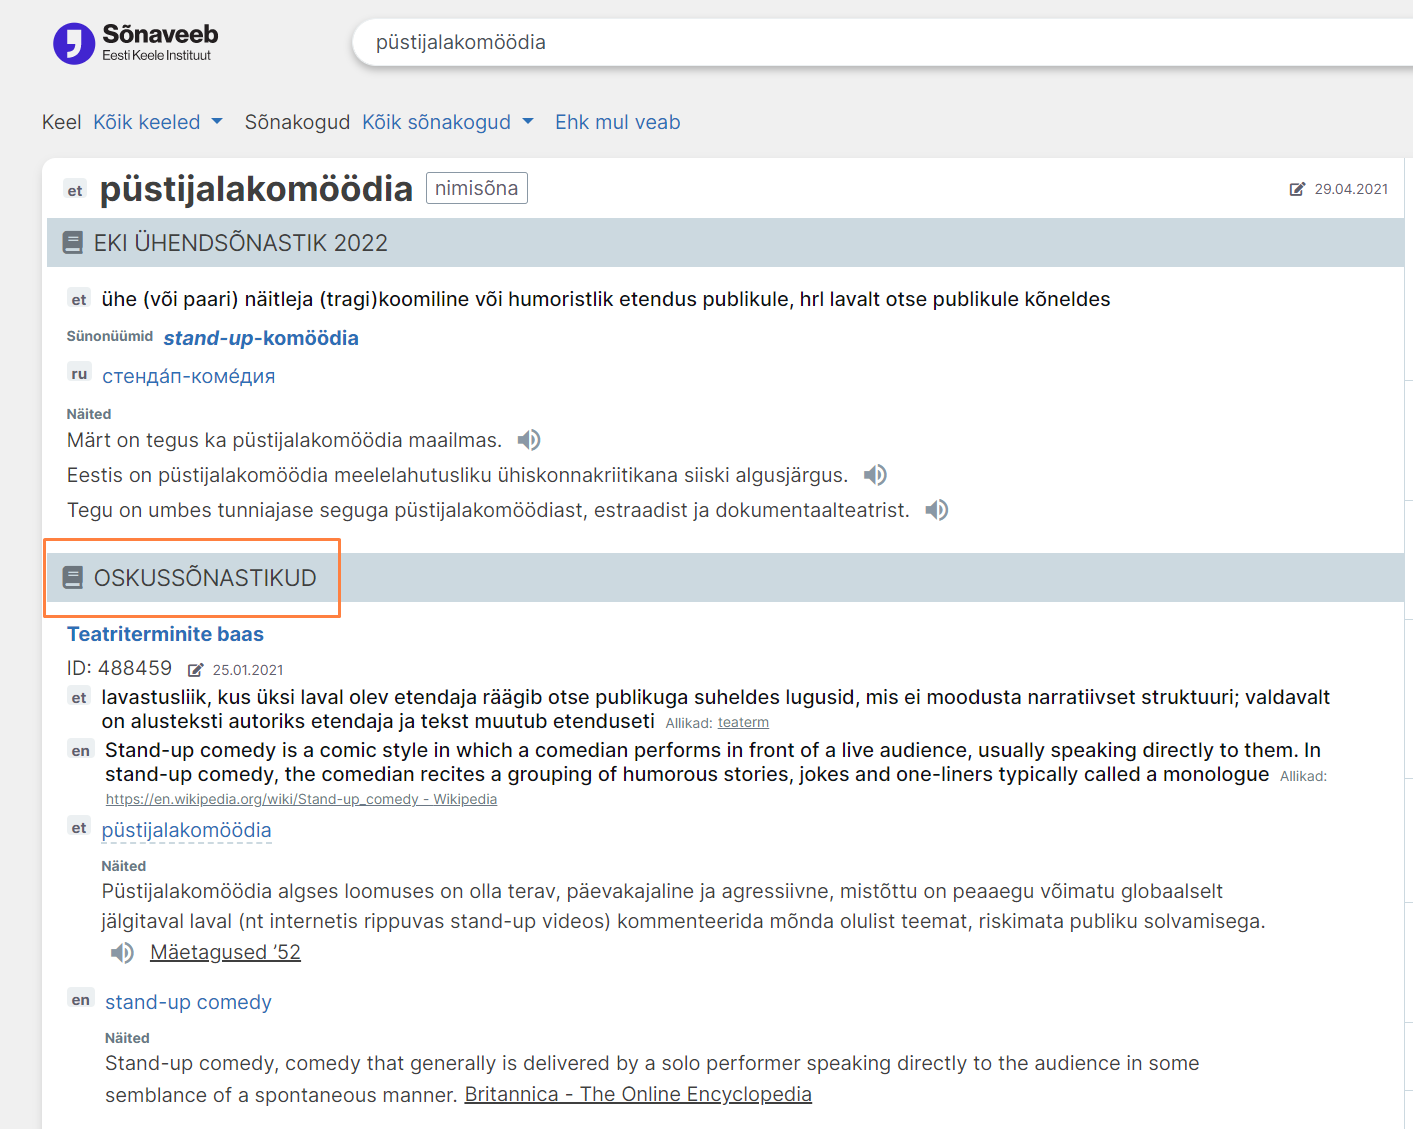 Sõnaveeb
Eesti Keele Instituut
püstijalakomöödia
Keel Kõik keeled Sõnakogud Kõik sõnakogud Ehk mul veab
et püstijalakomöödia nimisõna 29.04.2021
EKI ÜHENDSÕNASTIK 2022
et ühe (või paari) näitleja (tragi)koomiline või humoristlik etendus publikule, hrl lavalt otse publikule kõneldes
Sünonüümid stand-up-komöödia
ru стенда́п-коме́дия
Näited
Märt on tegus ka püstijalakomöödia maailmas.
Eestis on püstijalakomöödia meelelahutusliku ühiskonnakriitikana siiski algusjärgus.
Tegu on umbes tunniajase seguga püstijalakomöödiast, estraadist ja dokumentaalteatrist.
OSKUSSÕNASTIKUD
Teatriterminite baas
ID: 488459 25.01.2021
et lavastusliik, kus üksi laval olev etendaja räägib otse publikuga suheldes lugusid, mis ei moodusta narratiivset struktuuri; valdavalt
on alusteksti autoriks etendaja ja tekst muutub etenduseti Allikad: teaterm
en Stand-up comedy is a comic style in which a comedian performs in front of a live audience, usually speaking directly to them. In
stand-up comedy, the comedian recites a grouping of humorous stories, jokes and one-liners typically called a monologue Allikad:
https://en.wikipedia.org/wiki/Stand-up_comedy - Wikipedia
et püstijalakomöödia
Näited
Püstijalakomöödia algses loomuses on olla terav, päevakajaline ja agressiivne, mistõttu on peaaegu võimatu globaalselt
jälgitaval laval (nt internetis rippuvas stand-up videos) kommenteerida mõnda olulist teemat, riskimata publiku solvamisega.
Mäetagused ’52
en stand-up comedy
Näited
Stand-up comedy, comedy that generally is delivered by a solo performer speaking directly to the audience in some
semblance of a spontaneous manner. Britannica - The Online Encyclopedia